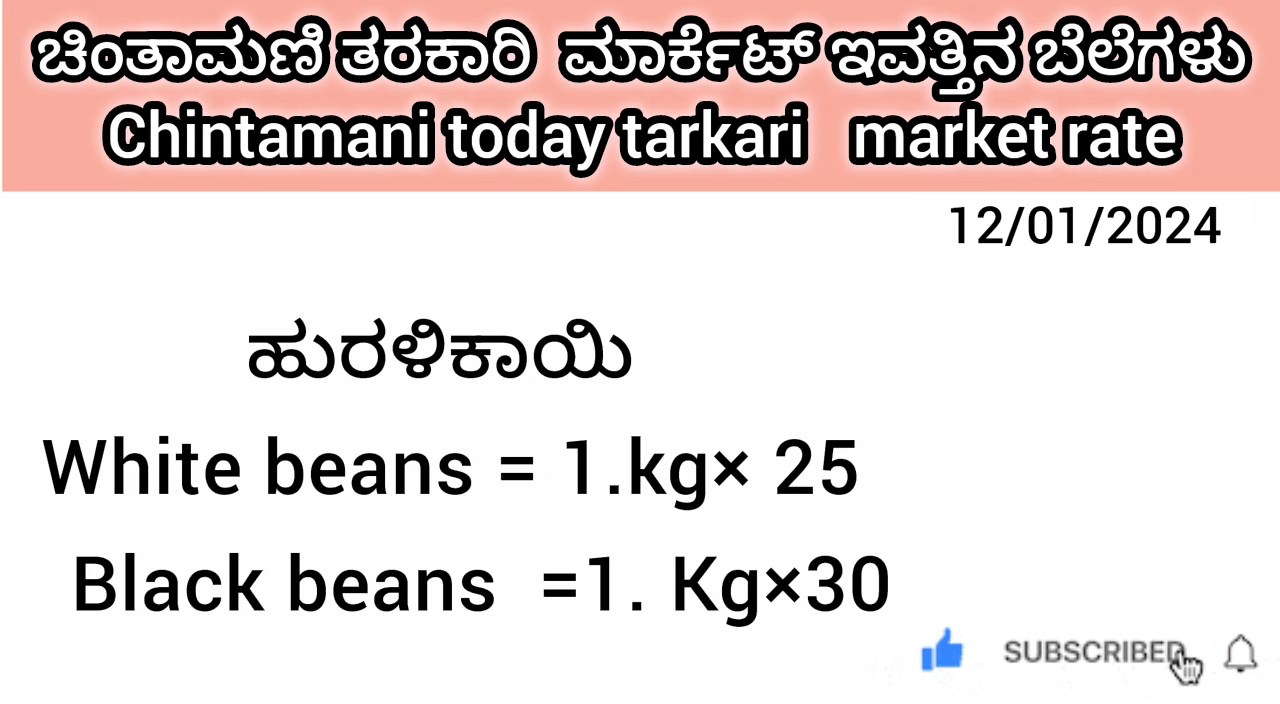 ಚಿಂತಾಮಣಿ ತರಕಾರಿ ಮಾರ್ಕೆಟ್ ಇವತ್ತಿನ ಬೆಲೆಗಳು
Chintamani today tarkari market rate
12/01/2024
ಹುರಳಿಕಾಯಿ
White beans = 1.kg× 25
Black beans =1. Kg×30
SUBSCRIBED